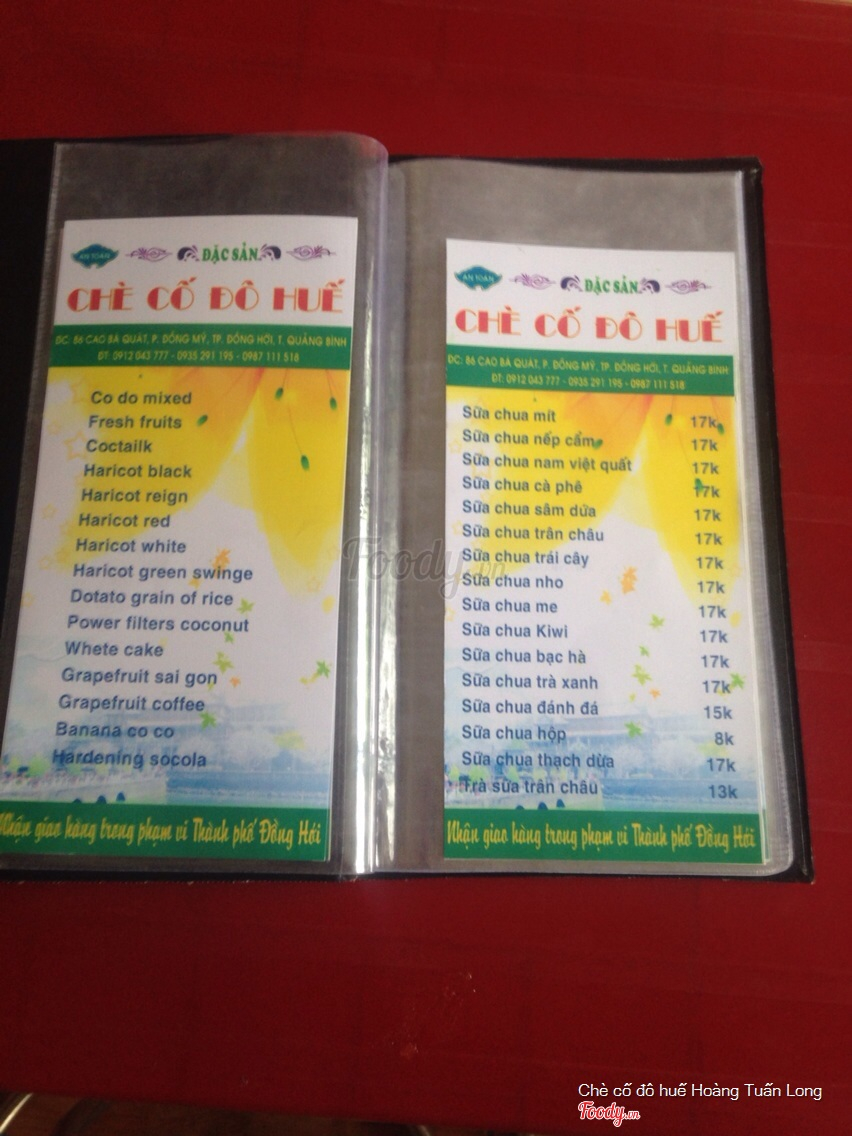 AN TOÀN
ĐẶC SẢN
CHÈ CỐ ĐÔ HUẾ
ĐC: 86 CAO BÁ QUÁT, P. ĐỒNG MỸ, TP. ĐỒNG HỚI, T. QUẢNG BÌNH
ĐT: 0912 043 777 - 0935 291 195 - 0987 111 518
Co do mixed
Fresh fruits
Coctailk
Haricot black
Haricot reign
Haricot red
Haricot white
Haricot green swinge
Dotato grain of rice
Power filters coconut
Whete cake
Grapefruit sai gon
Grapefruit coffee
Banana co co
Hardening socola
Nhận giao hàng trong phạm vi Thành phố Đồng Hới
AN TOÀN
ĐẶC SẢN
CHÈ CỐ ĐÔ HUẾ
ĐC: 86 CAO BÁ QUÁT, P. ĐỒNG MỸ, TP. ĐỒNG HỚI, T. QUẢNG BÌNH
ĐT: 0912 043 777 - 0935 291 195 - 0987 111 518
Sữa chua mít 17k
Sữa chua nếp cẩm 17k
Sữa chua nam việt quất 17k
Sữa chua cà phê 17k
Sữa chua sâm dứa 17k
Sữa chua trân châu 17k
Sữa chua trái cây 17k
Sữa chua nho 17k
Sữa chua me 17k
Sữa chua Kiwi 17k
Sữa chua bạc hà 17k
Sữa chua trà xanh 17k
Sữa chua đánh đá 15k
Sữa chua hộp 8k
Sữa chua thạch dừa 17k
Trà sữa trân châu 13k
Nhận giao hàng trong phạm vi Thành phố Đồng Hới
Foody.vn
Chè cố đô huế Hoàng Tuấn Long
Foody.vn